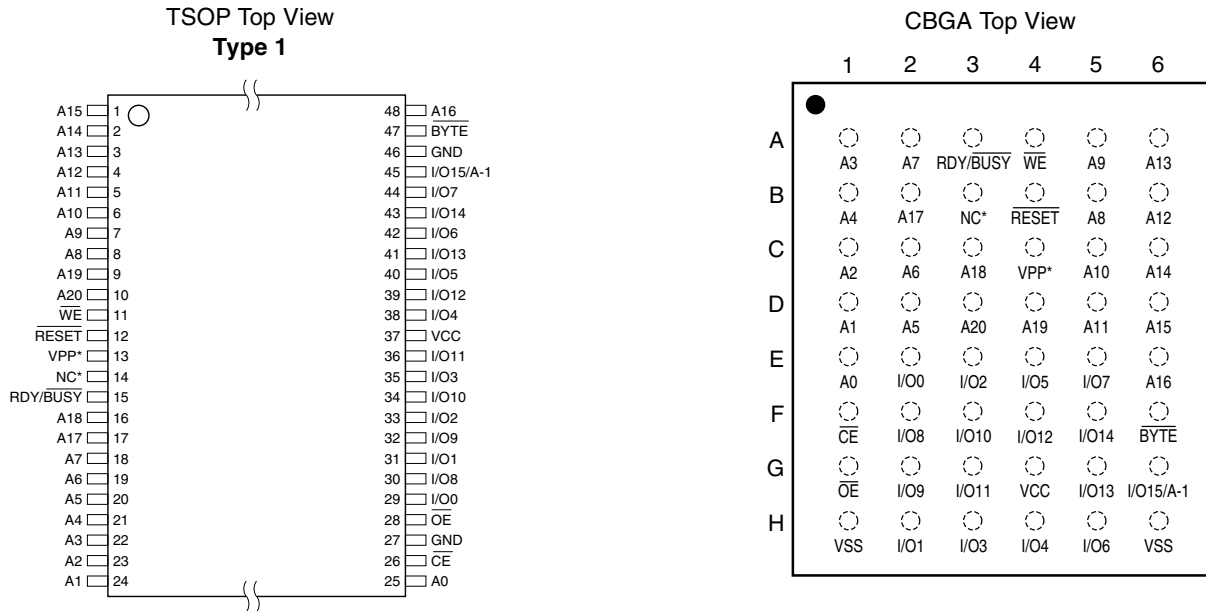 TSOP Top View
Type 1
A15 1 48 A16
A14 2 47 BYTE
A13 3 46 GND
A12 4 45 I/O15/A-1
A11 5 44 I/O7
A10 6 43 I/O14
A9 7 42 I/O6
A8 8 41 I/O13
A19 9 40 I/O5
A20 10 39 I/O12
WE 11 38 I/O4
RESET 12 37 VCC
VPP* 13 36 I/O11
NC* 14 35 I/O3
RDY/BUSY 15 34 I/O10
A18 16 33 I/O2
A17 17 32 I/O9
A7 18 31 I/O1
A6 19 30 I/O8
A5 20 29 I/O0
A4 21 28 OE
A3 22 27 GND
A2 23 26 CE
A1 24 25 A0
CBGA Top View
1 2 3 4 5 6
A
A3 A7 RDY/BUSY WE A9 A13
B
A4 A17 NC* RESET A8 A12
C
A2 A6 A18 VPP* A10 A14
D
A1 A5 A20 A19 A11 A15
E
A0 I/O0 I/O2 I/O5 I/O7 A16
F
CE I/O8 I/O10 I/O12 I/O14 BYTE
G
OE I/O9 I/O11 VCC I/O13 I/O15/A-1
H
VSS I/O1 I/O3 I/O4 I/O6 VSS